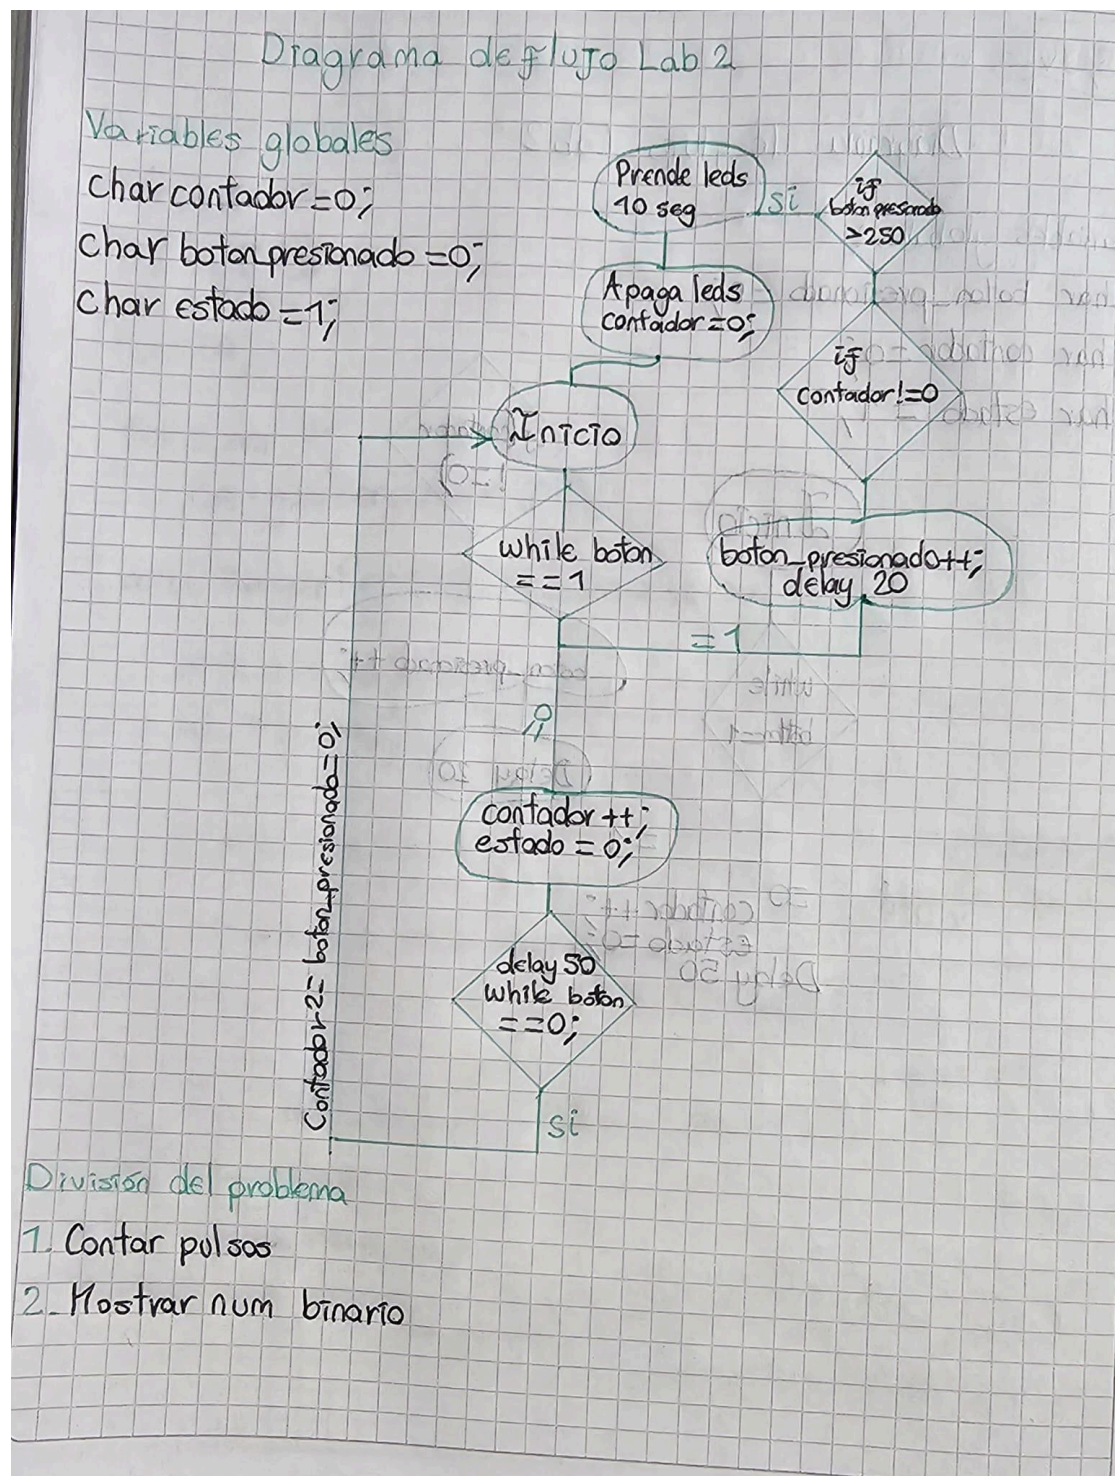 Diagrama de flujo Lab 2
Variables globales
char contador=0;
char boton presionado=0;
char estado=1;
Prende leds
10 seg
si
if
boton presionado
>250
Apaga leds
contador=0;
if
contador!=0
Inicio
while boton
==1
boton_presionado++;
delay 20
=1
0
contador++;
estado=0;
delay 50
while boton
==0;
si
Contador2=boton_presionado=0;
División del problema
1. Contar pulsos
2. Mostrar num binario